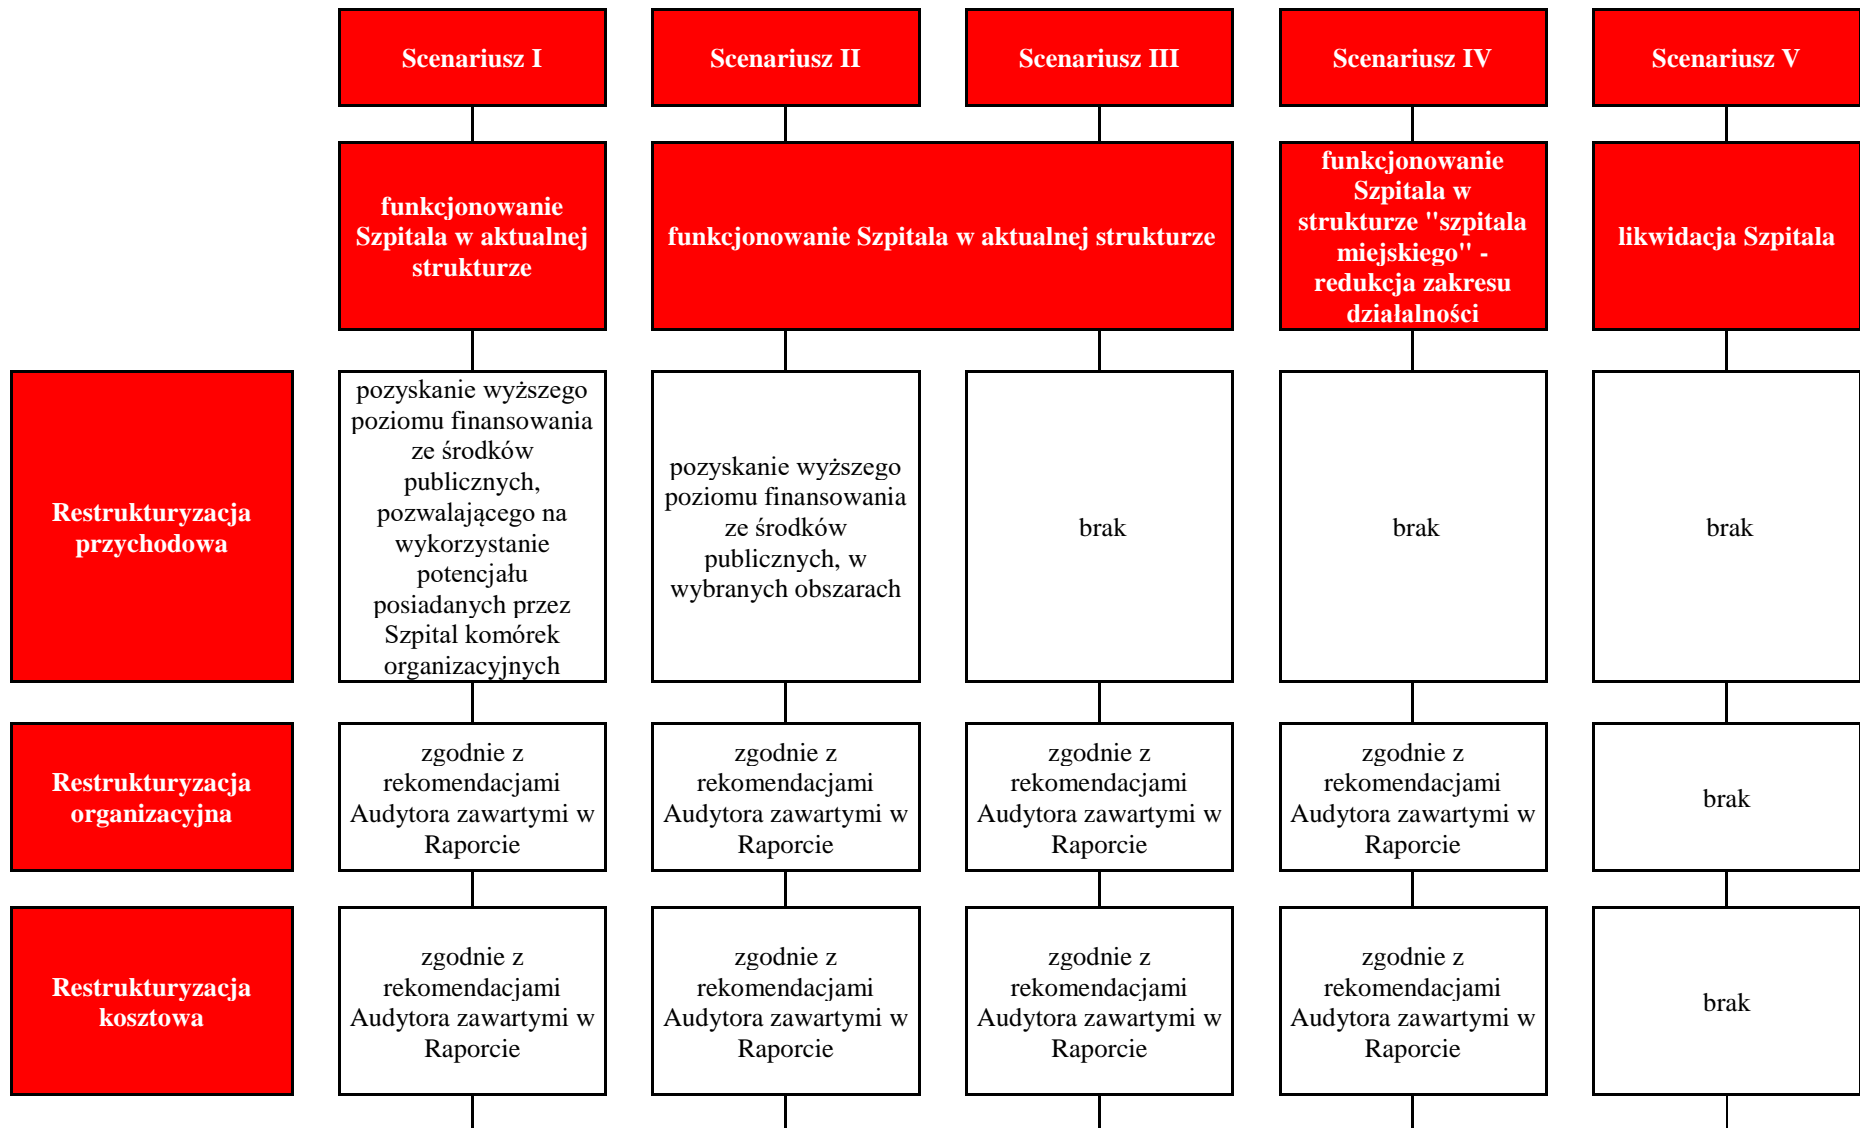 Scenariusz I
Scenariusz II
Scenariusz III
Scenariusz IV
Scenariusz V
funkcjonowanie
Szpitala w aktualnej
strukturze
funkcjonowanie Szpitala w aktualnej strukturze
funkcjonowanie
Szpitala w
strukturze "szpitala
miejskiego" -
redukcja zakresu
działalności
likwidacja Szpitala
Restrukturyzacja
przychodowa
pozyskanie wyższego
poziomu finansowania
ze środków
publicznych,
pozwalającego na
wykorzystanie
potencjału
posiadanych przez
Szpital komórek
organizacyjnych
pozyskanie wyższego
poziomu finansowania
ze środków
publicznych, w
wybranych obszarach
brak
brak
brak
Restrukturyzacja
organizacyjna
zgodnie z
rekomendacjami
Audytora zawartymi w
Raporcie
zgodnie z
rekomendacjami
Audytora zawartymi w
Raporcie
zgodnie z
rekomendacjami
Audytora zawartymi w
Raporcie
zgodnie z
rekomendacjami
Audytora zawartymi w
Raporcie
brak
Restrukturyzacja
kosztowa
zgodnie z
rekomendacjami
Audytora zawartymi w
Raporcie
zgodnie z
rekomendacjami
Audytora zawartymi w
Raporcie
zgodnie z
rekomendacjami
Audytora zawartymi w
Raporcie
zgodnie z
rekomendacjami
Audytora zawartymi w
Raporcie
brak